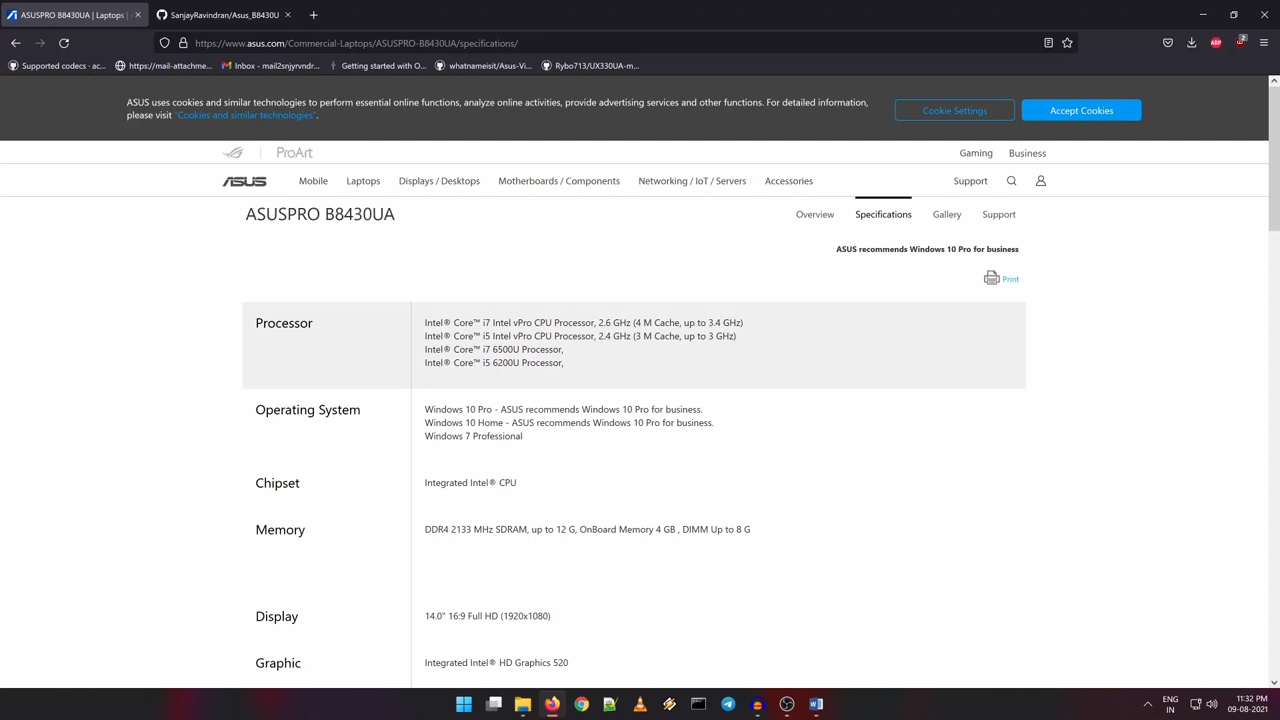 ASUSPRO B8430UA | Laptops |
SanjayRavindran/Asus_B8430U
https://www.asus.com/Commercial-Laptops/ASUSPRO-B8430UA/specifications/
ABP
2
Supported codecs - ac...
https://mail-attachme...
Inbox - mail2snjyrvndr...
Getting started with O...
whatnameisit/Asus-Vi...
Rybo713/UX330UA-m...
ASUS uses cookies and similar technologies to perform essential online functions, analyze online activities, provide advertising services and other functions. For detailed information,
please visit "Cookies and similar technologies".
Cookie Settings
Accept Cookies
ProArt
Gaming
Business
ASUS
Mobile
Laptops
Displays / Desktops
Motherboards / Components
Networking / IoT / Servers
Accessories
Support
ASUSPRO B8430UA
Overview
Specifications
Gallery
Support
ASUS recommends Windows 10 Pro for business
Print
Processor
Intel® Core™ i7 Intel vPro CPU Processor, 2.6 GHz (4 M Cache, up to 3.4 GHz)
Intel® Core™ i5 Intel vPro CPU Processor, 2.4 GHz (3 M Cache, up to 3 GHz)
Intel® Core™ i7 6500U Processor,
Intel® Core™ i5 6200U Processor,
Operating System
Windows 10 Pro - ASUS recommends Windows 10 Pro for business.
Windows 10 Home - ASUS recommends Windows 10 Pro for business.
Windows 7 Professional
Chipset
Integrated Intel® CPU
Memory
DDR4 2133 MHz SDRAM, up to 12 G, OnBoard Memory 4 GB , DIMM Up to 8 G
Display
14.0" 16:9 Full HD (1920x1080)
Graphic
Integrated Intel® HD Graphics 520
ENG
IN
11:32 PM
09-08-2021